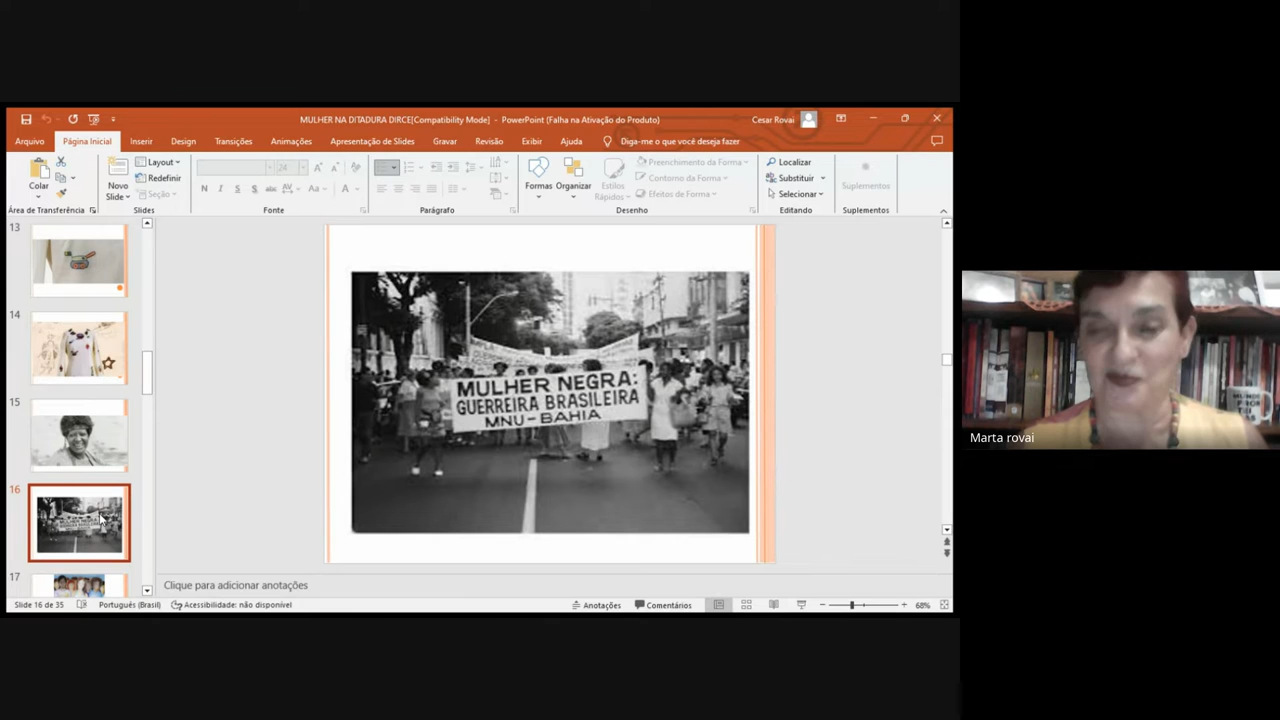 MULHER NA DITADURA DIRCE[Compatibility Mode] - PowerPoint (Falha na Ativação do Produto)
Cesar Rovai
Arquivo
Página Inicial
Inserir
Design
Transições
Animações
Apresentação de Slides
Gravar
Revisão
Exibir
Ajuda
Diga-me o que você deseja fazer
Colar
Novo
Slide
Layout
Redefinir
Seção
24
N
I
S
S
abc
AV
Aa
A
Formas
Organizar
Estilos
Rápidos
Preenchimento da Forma
Contorno da Forma
Efeitos de Forma
Localizar
Substituir
Selecionar
Suplementos
Área de Transferência
Slides
Fonte
Parágrafo
Desenho
Editando
Suplementos
13
14
15
16
17
MULHER NEGRA:
GUERREIRA BRASILEIRA
MNU-BAHIA
Marta rovai
Clique para adicionar anotações
Slide 16 de 35
Português (Brasil)
Acessibilidade: não disponível
Anotações
Comentários
68%